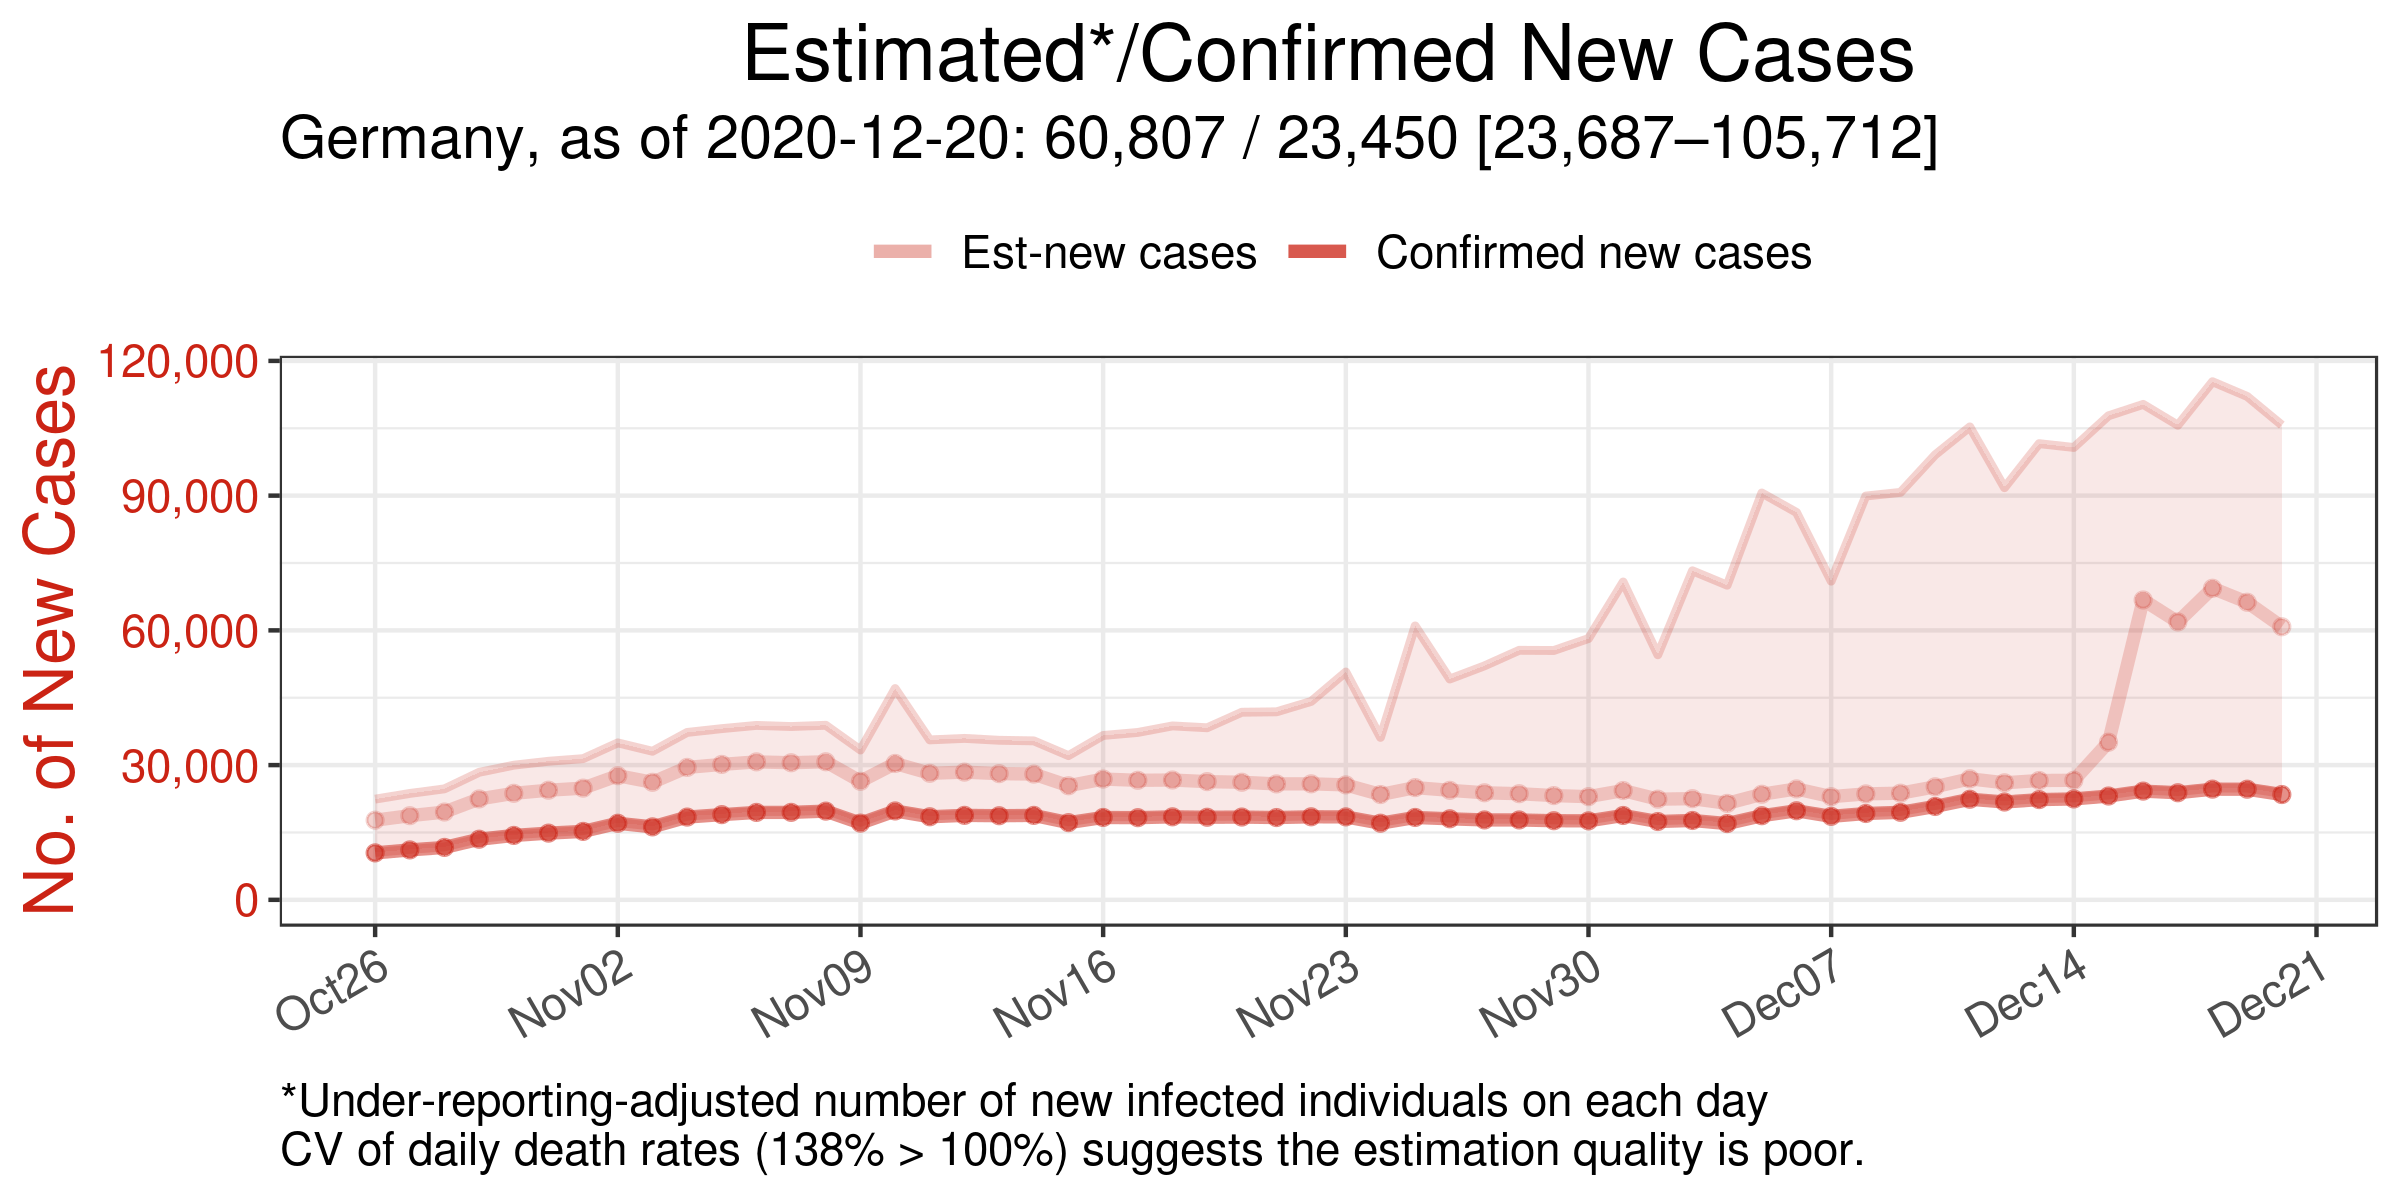 Estimated*/Confirmed New Cases
Germany, as of 2020-12-20: 60,807 / 23,450 [23,687–105,712]
Est-new cases
Confirmed new cases
No. of New Cases
120,000
90,000
60,000
30,000
0
Oct26
Nov02
Nov09
Nov16
Nov23
Nov30
Dec07
Dec14
Dec21
*Under-reporting-adjusted number of new infected individuals on each day
CV of daily death rates (138% > 100%) suggests the estimation quality is poor.